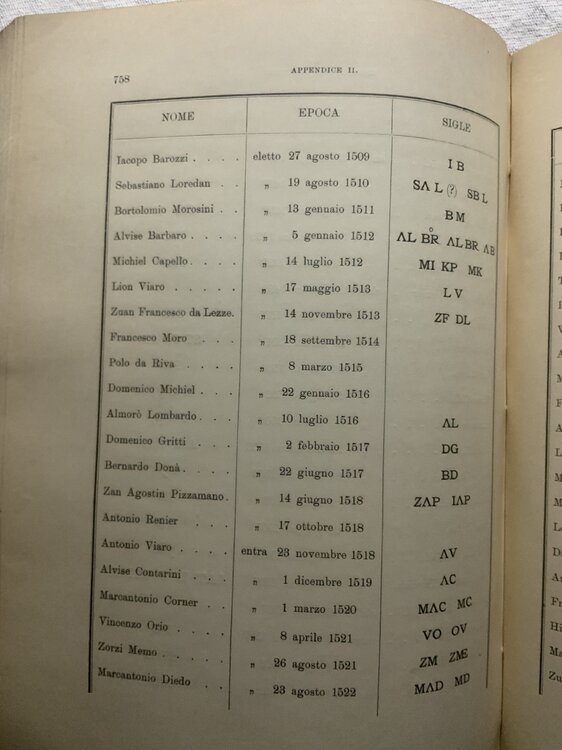 758
APPENDICE II.
NOME EPOCA SIGLE
Iacopo Barozzi . . . . eletto 27 agosto 1509 I B
Sebastiano Loredan . . „ 19 agosto 1510 SΛ L (?) SB L
Bortolomio Morosini . . „ 13 gennaio 1511 B M
Alvise Barbaro . . . . „ 5 gennaio 1512 ΛL BR° ΛL BR ΛB
Michiel Capello . . . . „ 14 luglio 1512 MI KP MK
Lion Viaro . . . . . „ 17 maggio 1513 L V
Zuan Francesco da Lezze. „ 14 novembre 1513 ZF DL
Francesco Moro . . . „ 18 settembre 1514
Polo da Riva . . . . „ 8 marzo 1515
Domenico Michiel . . . „ 22 gennaio 1516
Almorò Lombardo . . . „ 10 luglio 1516 ΛL
Domenico Gritti . . . „ 2 febbraio 1517 DG
Bernardo Donà. . . . „ 22 giugno 1517 BD
Zan Agostin Pizzamano . „ 14 giugno 1518 ZΛP IΛP
Antonio Renier . . . „ 17 ottobre 1518
Antonio Viaro . . . . entra 23 novembre 1518 ΛV
Alvise Contarini . . . „ 1 dicembre 1519 ΛC
Marcantonio Corner . . „ 1 marzo 1520 MΛC MC
Vincenzo Orio . . . . „ 8 aprile 1521 VO OV
Zorzi Memo . . . . . „ 26 agosto 1521 ZM ZME
Marcantonio Diedo . . „ 23 agosto 1522 MΛD MD